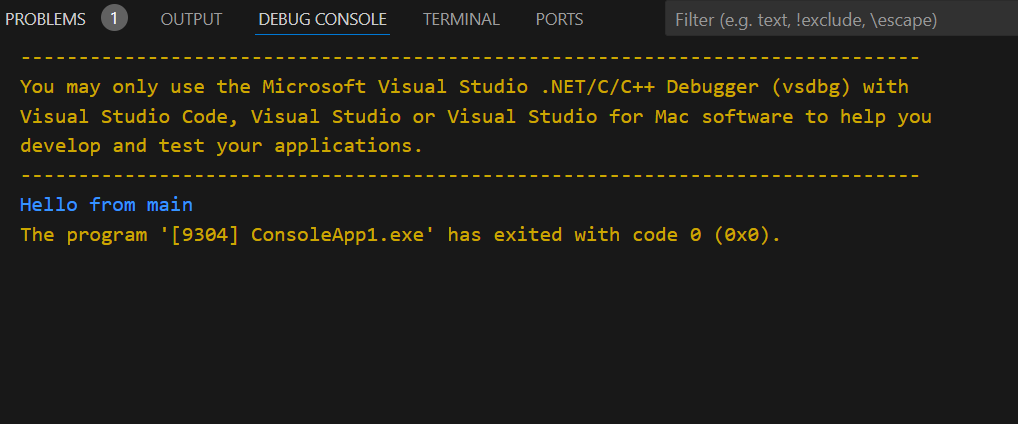 PROBLEMS 1 OUTPUT DEBUG CONSOLE TERMINAL PORTS Filter (e.g. text, !exclude, \escape)
------------------------------------------------------------------------------
You may only use the Microsoft Visual Studio .NET/C/C++ Debugger (vsdbg) with
Visual Studio Code, Visual Studio or Visual Studio for Mac software to help you
develop and test your applications.
------------------------------------------------------------------------------
Hello from main
The program '[9304] ConsoleApp1.exe' has exited with code 0 (0x0).